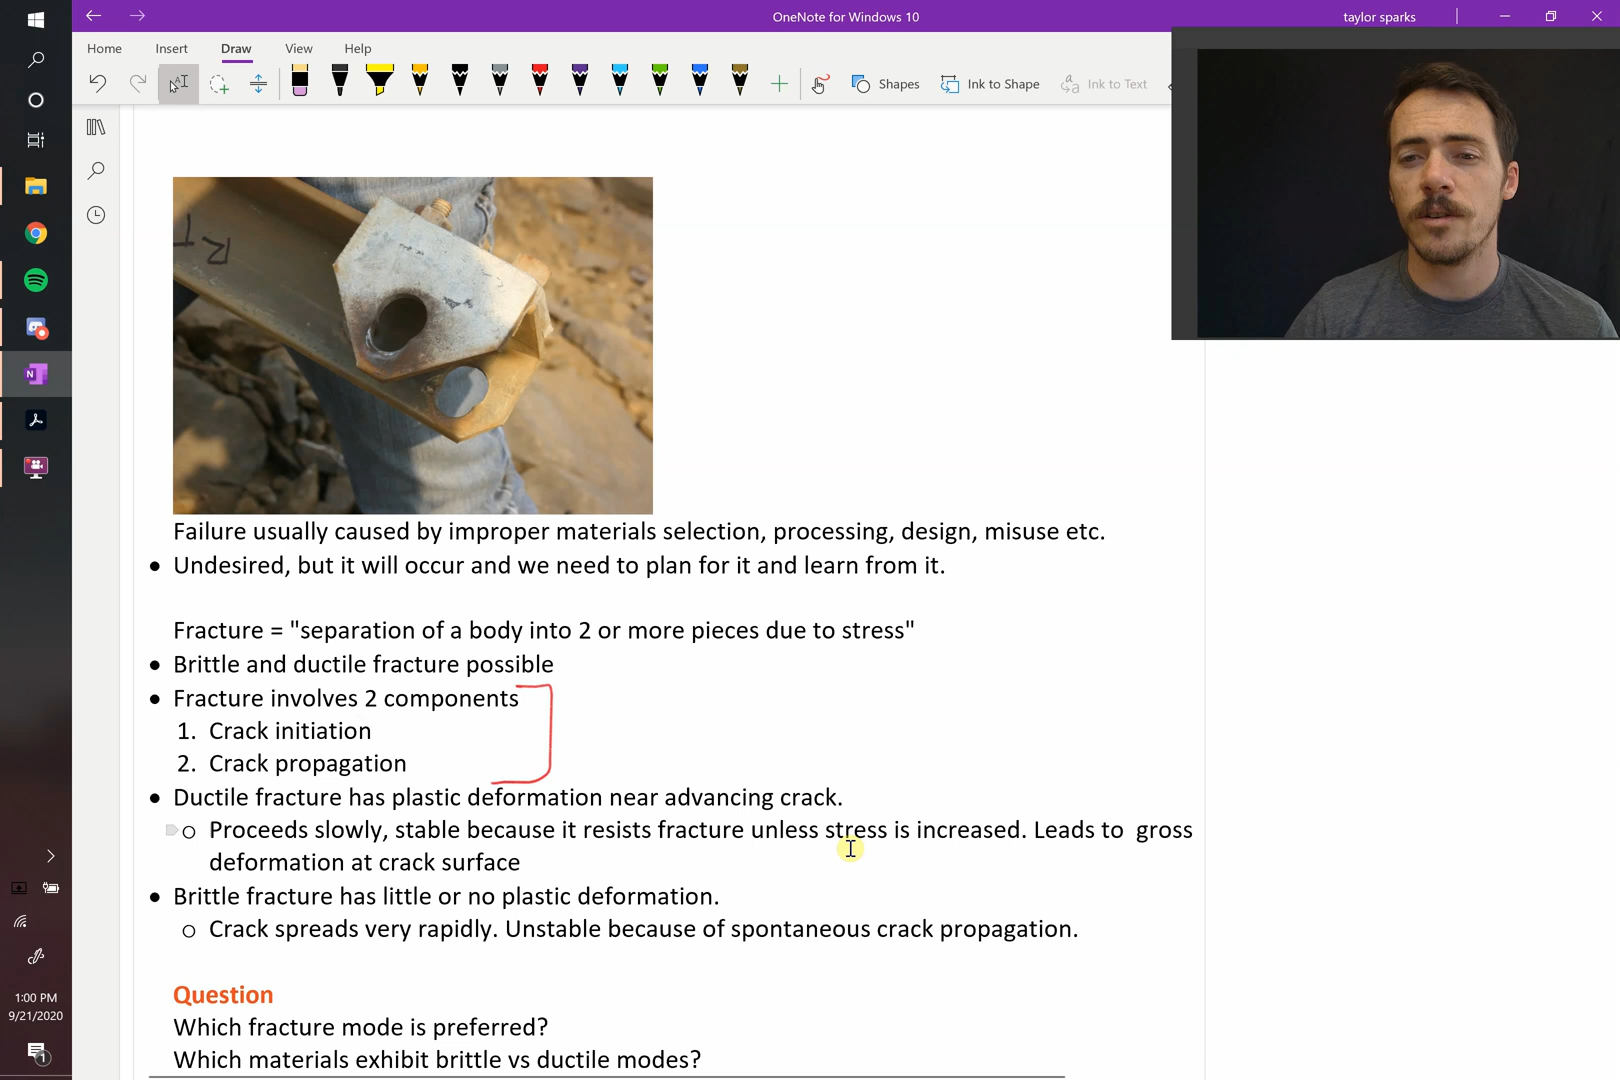 OneNote for Windows 10
taylor sparks
Home Insert Draw View Help
Shapes Ink to Shape Ink to Text
Failure usually caused by improper materials selection, processing, design, misuse etc.
• Undesired, but it will occur and we need to plan for it and learn from it.
Fracture = "separation of a body into 2 or more pieces due to stress"
• Brittle and ductile fracture possible
• Fracture involves 2 components
1. Crack initiation
2. Crack propagation
• Ductile fracture has plastic deformation near advancing crack.
o Proceeds slowly, stable because it resists fracture unless stress is increased. Leads to gross
deformation at crack surface
• Brittle fracture has little or no plastic deformation.
o Crack spreads very rapidly. Unstable because of spontaneous crack propagation.
Question
Which fracture mode is preferred?
Which materials exhibit brittle vs ductile modes?
1:00 PM
9/21/2020
1